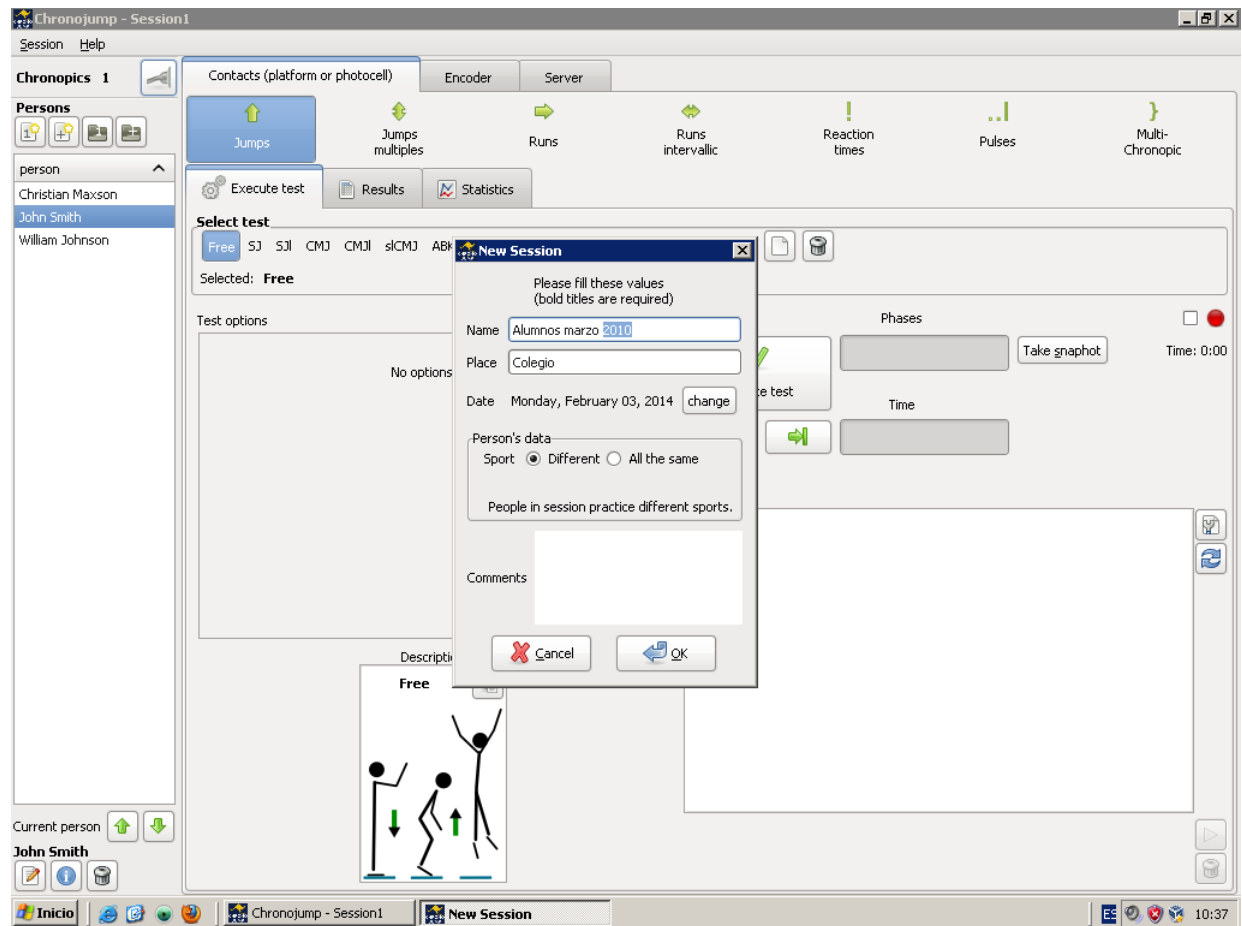 Chronojump - Session1
Session Help
Chronopics 1
Contacts (platform or photocell) Encoder Server
Persons
person
Christian Maxson
John Smith
William Johnson
Jumps
Jumps multiples
Runs
Runs intervallic
Reaction times
Pulses
Multi-Chronopic
Execute test Results Statistics
Select test
Free SJ SJl CMJ CMJl slCMJ
Selected: Free
Test options
No options
Phases
Take snaphot
Time: 0:00
te test
Time
New Session
Please fill these values
(bold titles are required)
Name Alumnos marzo 2010
Place Colegio
Date Monday, February 03, 2014 change
Person's data
Sport Different All the same
People in session practice different sports.
Comments
Cancel OK
Free
Current person
John Smith
Inicio Chronojump - Session1 New Session ES 10:37